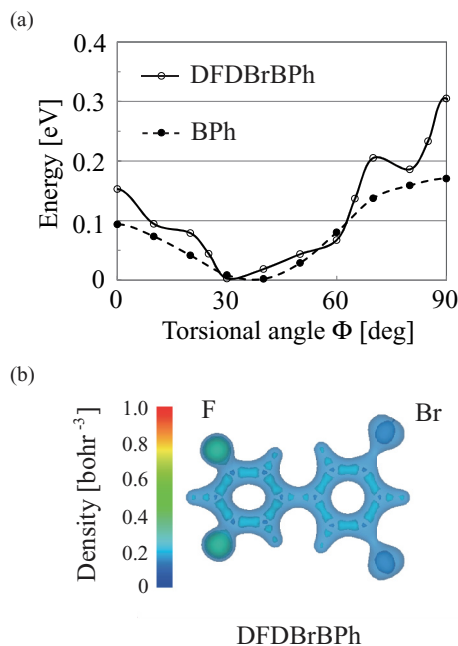 (a)
0.4
0.3
0.2
0.1
0
Energy [eV]
DFDBrBPh
BPh
0 30 60 90
Torsional angle Φ [deg]
(b)
F Br
1.0
0.8
0.6
0.4
0.2
0
Density [bohr⁻³]
DFDBrBPh